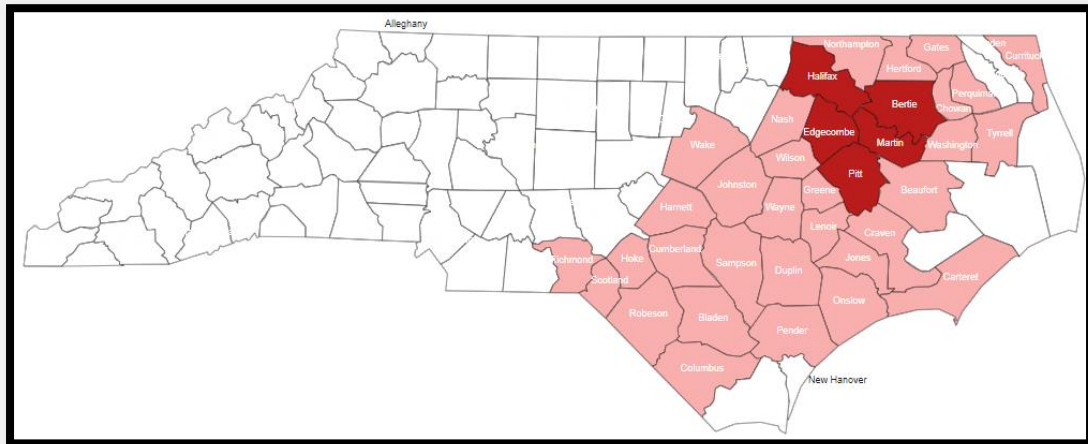 Alleghany
Northampton
Gates
den
Currituck
Hertford
Halifax
Perquima
Bertie
Chowan
Nash
Edgecombe
Martin
Washington
Tyrrell
Wake
Wilson
Pitt
Johnston
Greene
Beaufort
Harnett
Wayne
Lenoir
Craven
Cumberland
Hoke
Richmond
Sampson
Jones
Duplin
Scotland
Carteret
Onslow
Robeson
Bladen
Pender
Columbus
New Hanover